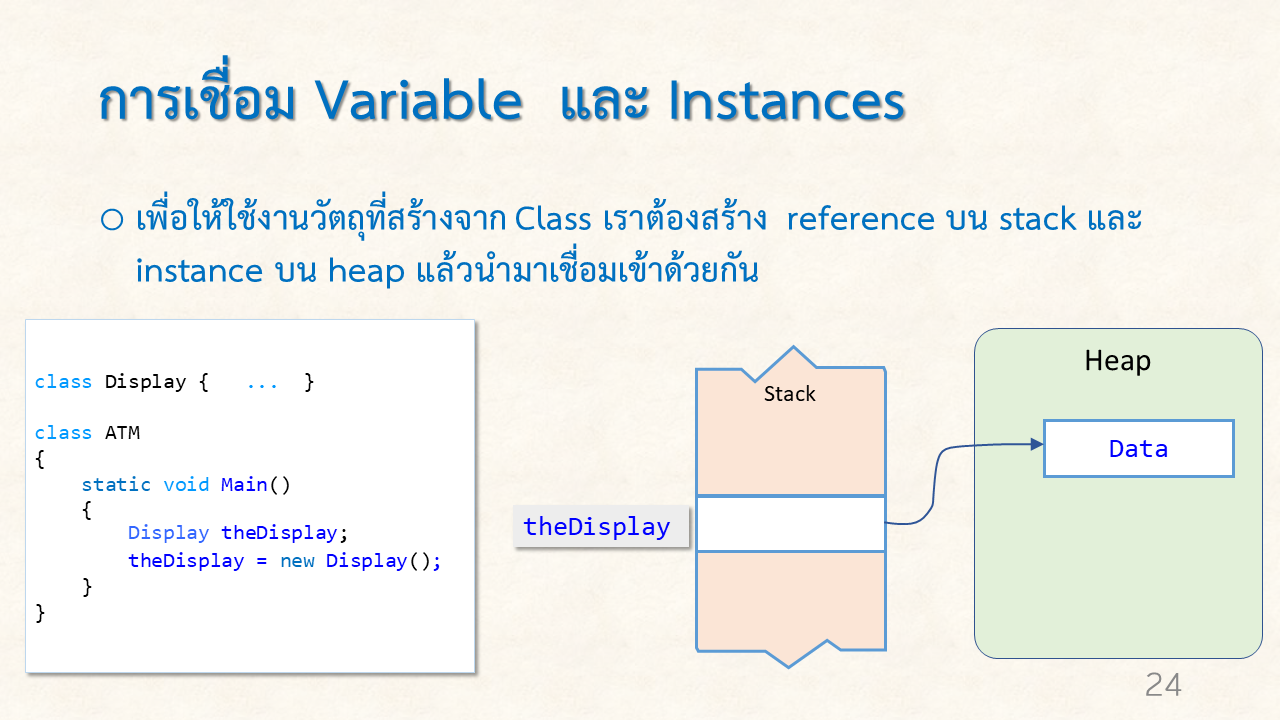 การเชื่อม Variable และ Instances
เพื่อให้ใช้งานวัตถุที่สร้างจาก Class เราต้องสร้าง reference บน stack และ
instance บน heap แล้วนำมาเชื่อมเข้าด้วยกัน
class Display { ... }
class ATM
{
static void Main()
{
Display theDisplay;
theDisplay = new Display();
}
}
Stack
theDisplay
Heap
Data
24